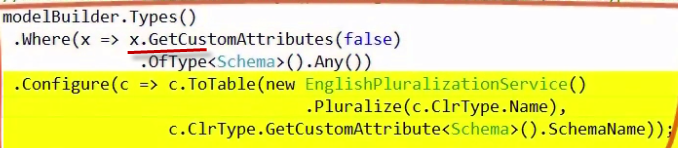 modelBuilder.Types()
.Where(x => x.GetCustomAttributes(false)
.OfType<Schema>().Any())
.Configure(c => c.ToTable(new EnglishPluralizationService()
.Pluralize(c.ClrType.Name),
c.ClrType.GetCustomAttribute<Schema>().SchemaName));